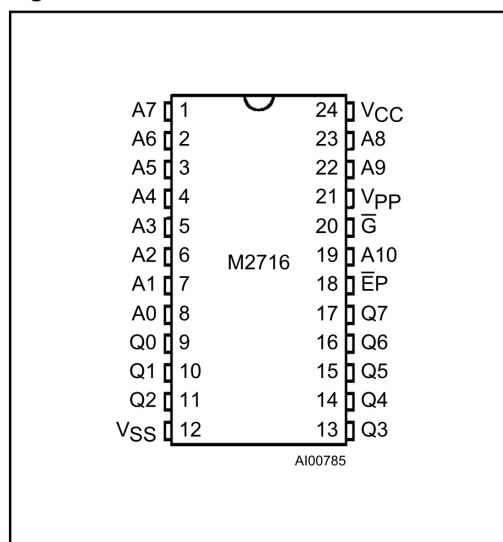 A7 1 24 VCC
A6 2 23 A8
A5 3 22 A9
A4 4 21 VPP
A3 5 20 G̅
A2 6 19 A10
A1 7 M2716 18 E̅P
A0 8 17 Q7
Q0 9 16 Q6
Q1 10 15 Q5
Q2 11 14 Q4
VSS 12 13 Q3
AI00785